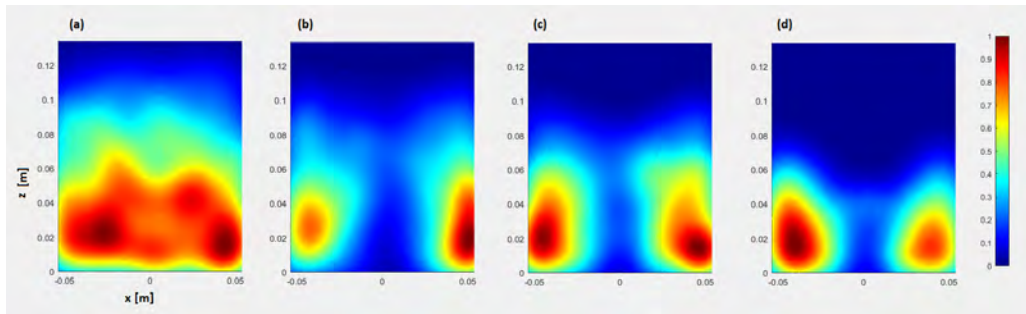 (a) (b) (c) (d)
0.12 0.12 0.12 0.12 1
0.9
0.1 0.1 0.1 0.1 0.8
0.08 0.08 0.08 0.08 0.7
0.6
z [m] 0.06 0.06 0.06 0.06 0.5
0.04 0.04 0.04 0.04 0.4
0.3
0.02 0.02 0.02 0.02 0.2
0.1
0 0 0 0 0
-0.05 0 0.05 -0.05 0 0.05 -0.05 0 0.05 -0.05 0 0.05
x [m]